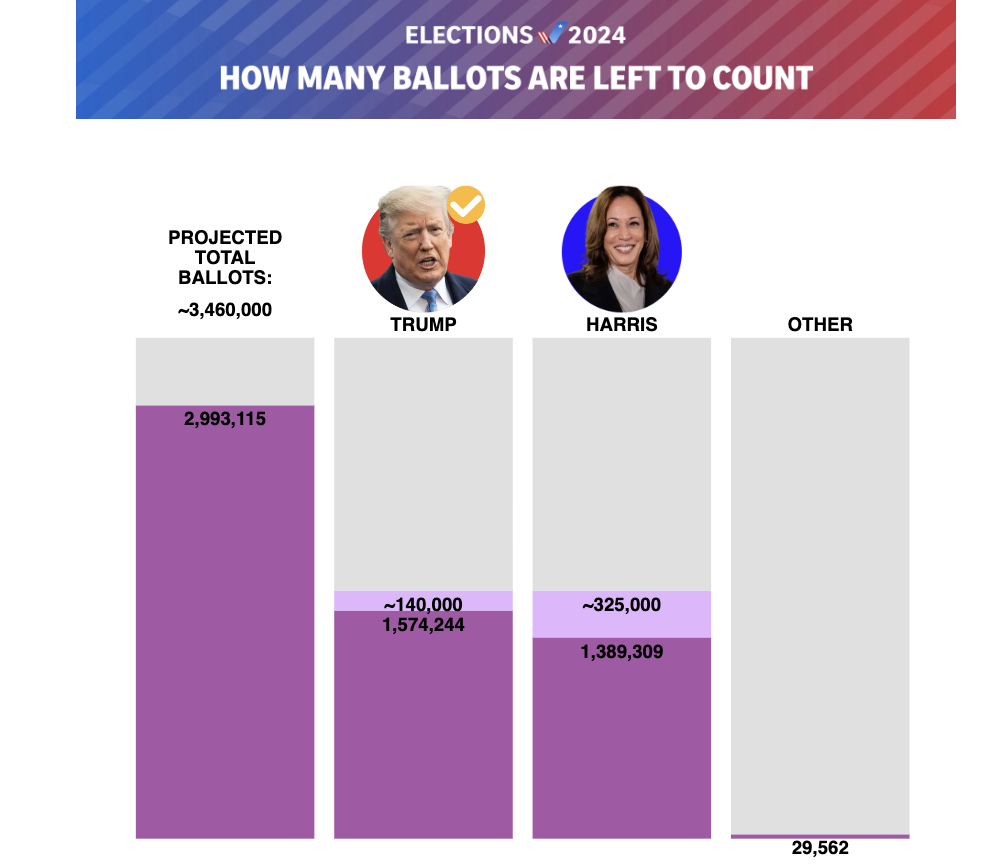 ELECTIONS 2024
HOW MANY BALLOTS ARE LEFT TO COUNT
PROJECTED
TOTAL
BALLOTS:
~3,460,000
TRUMP
HARRIS
OTHER
2,993,115
~140,000
1,574,244
~325,000
1,389,309
29,562